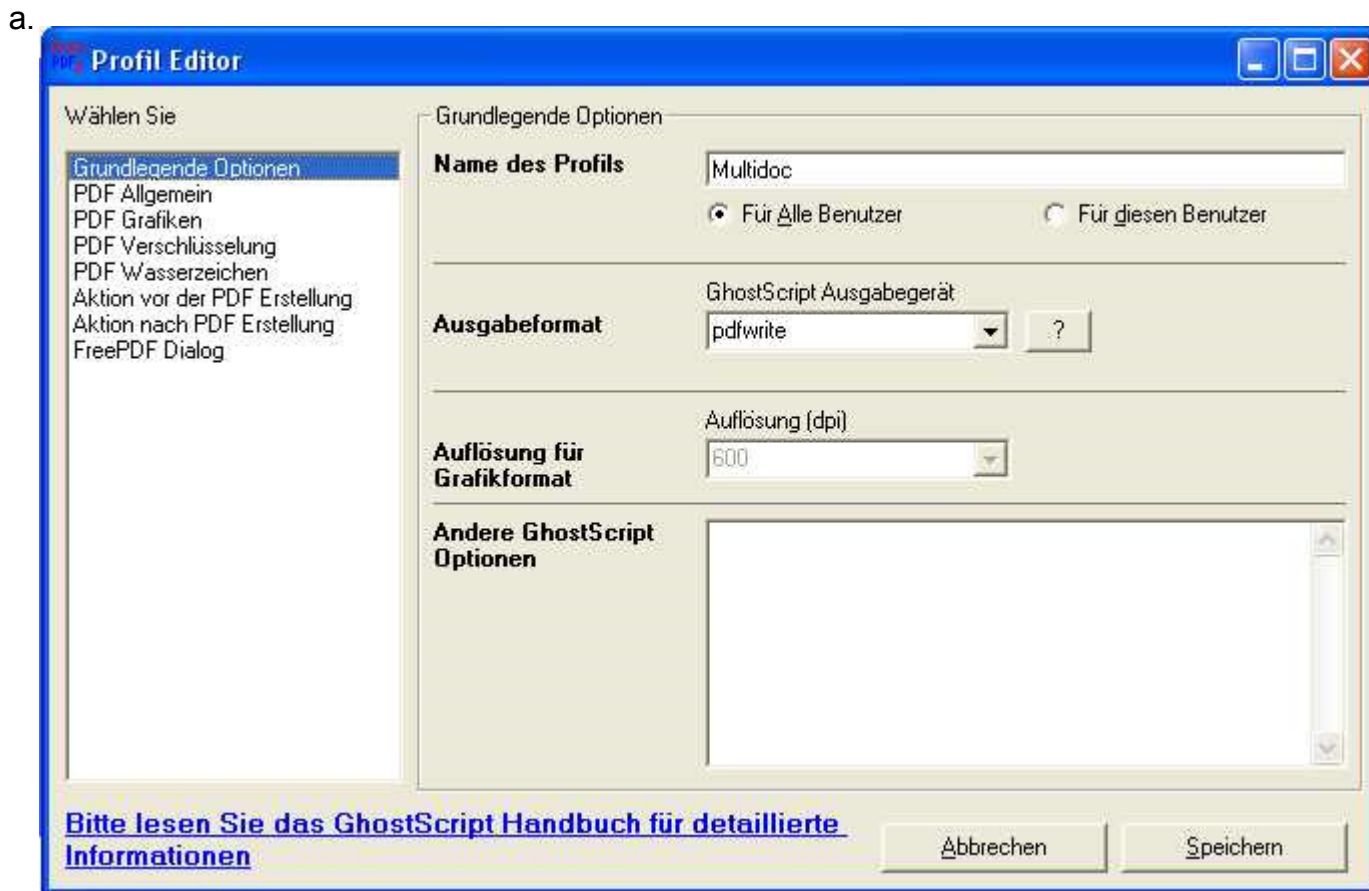 a.
Profil Editor
Wählen Sie
Grundlegende Optionen
PDF Allgemein
PDF Grafiken
PDF Verschlüsselung
PDF Wasserzeichen
Aktion vor der PDF Erstellung
Aktion nach PDF Erstellung
FreePDF Dialog
Grundlegende Optionen
Name des Profils
Multidoc
Für Alle Benutzer
Für diesen Benutzer
GhostScript Ausgabegerät
Ausgabeformat
pdfwrite
?
Auflösung (dpi)
Auflösung für
Grafikformat
600
Andere GhostScript
Optionen
Bitte lesen Sie das GhostScript Handbuch für detaillierte
Informationen
Abbrechen
Speichern